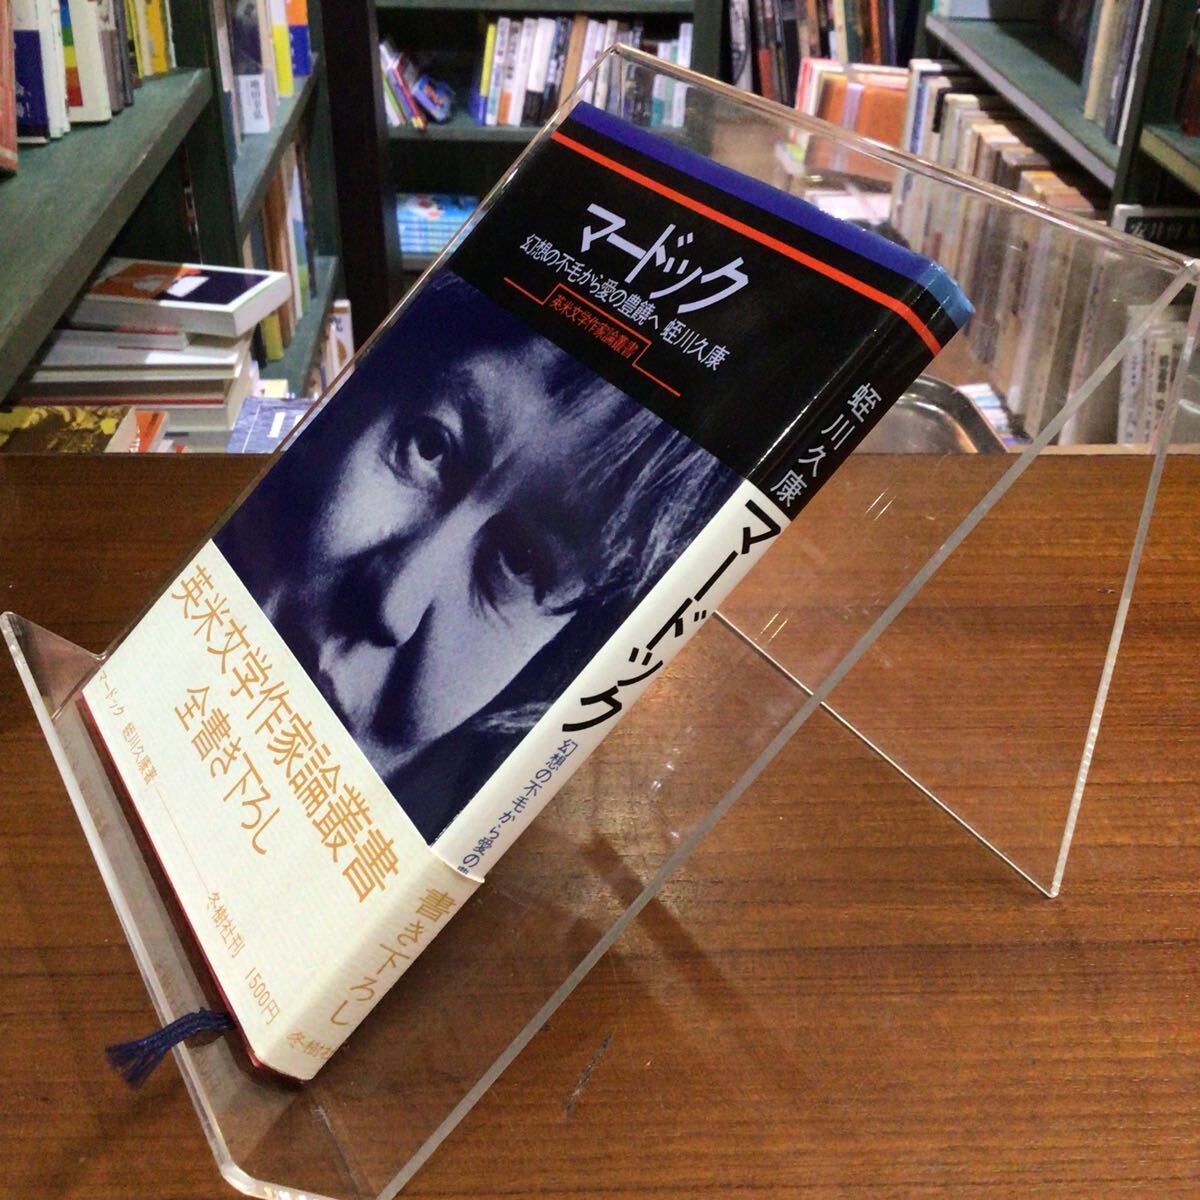 マードック
幻想の不毛から愛の豊饒へ 蛭川久康
英米文学作家論叢書
蛭川久康
マードック
幻想の不毛から愛の
英米文学作家論叢書
全書き下ろし
マードック 蛭川久康著
冬樹社刊 1500円
書き下ろし
冬樹社